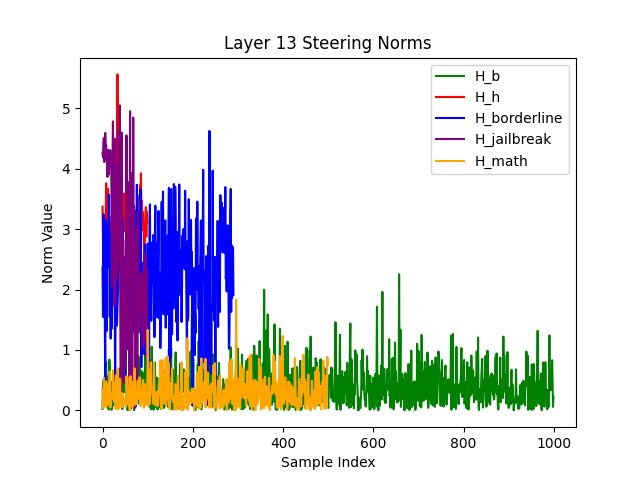 Layer 13 Steering Norms
Norm Value
5
4
3
2
1
0
H_b
H_h
H_borderline
H_jailbreak
H_math
0 200 400 600 800 1000
Sample Index